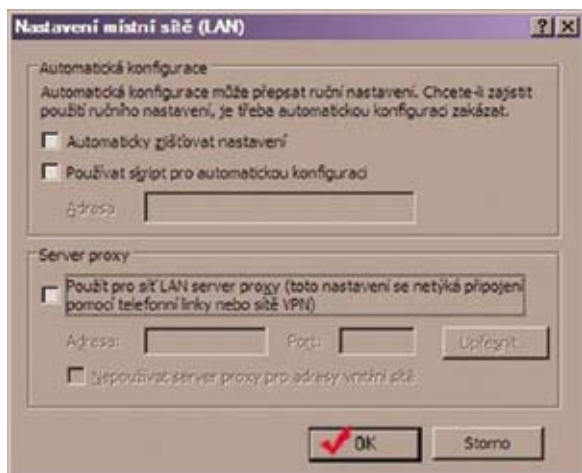 Nastavení místní sítě (LAN)
Automatická konfigurace
Automatická konfigurace může přepsat ruční nastavení. Chcete-li zajistit
použití ručního nastavení, je třeba automatickou konfiguraci zakázat.
Automaticky zjišťovat nastavení
Používat skript pro automatickou konfiguraci
Adresa
Server proxy
Použít pro síť LAN server proxy (toto nastavení se netýká připojení
pomocí telefonní linky nebo sítě VPN)
Adresa: Port: Upřesnit...
Nepoužívat server proxy pro adresy vnitřní sítě
OK Storno